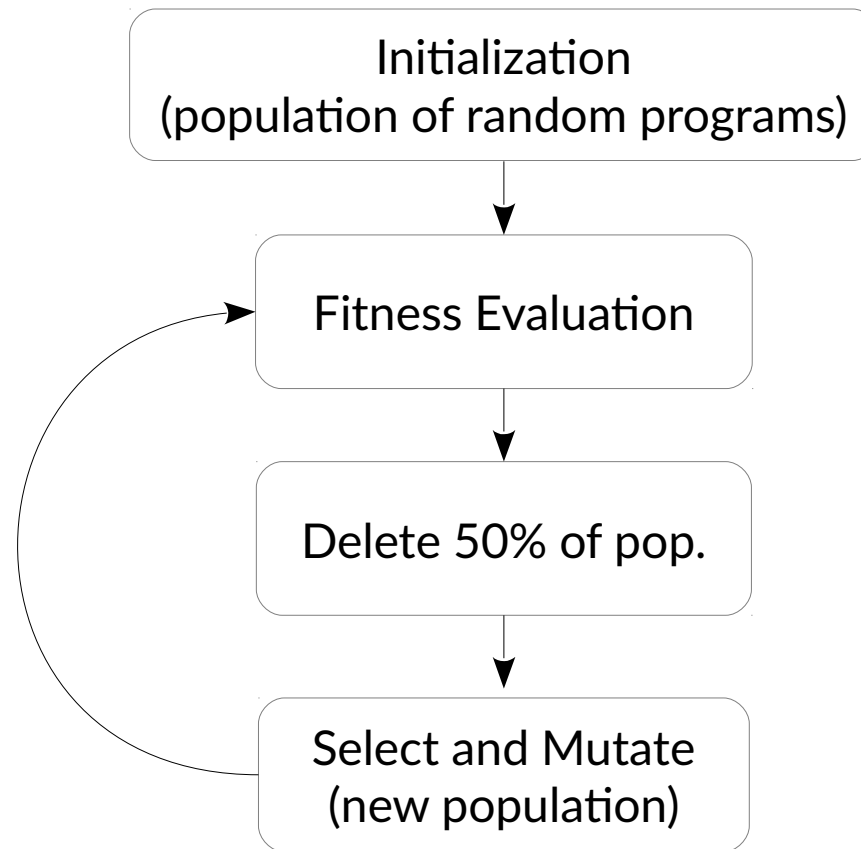 Initialization
(population of random programs)
Fitness Evaluation
Delete 50% of pop.
Select and Mutate
(new population)